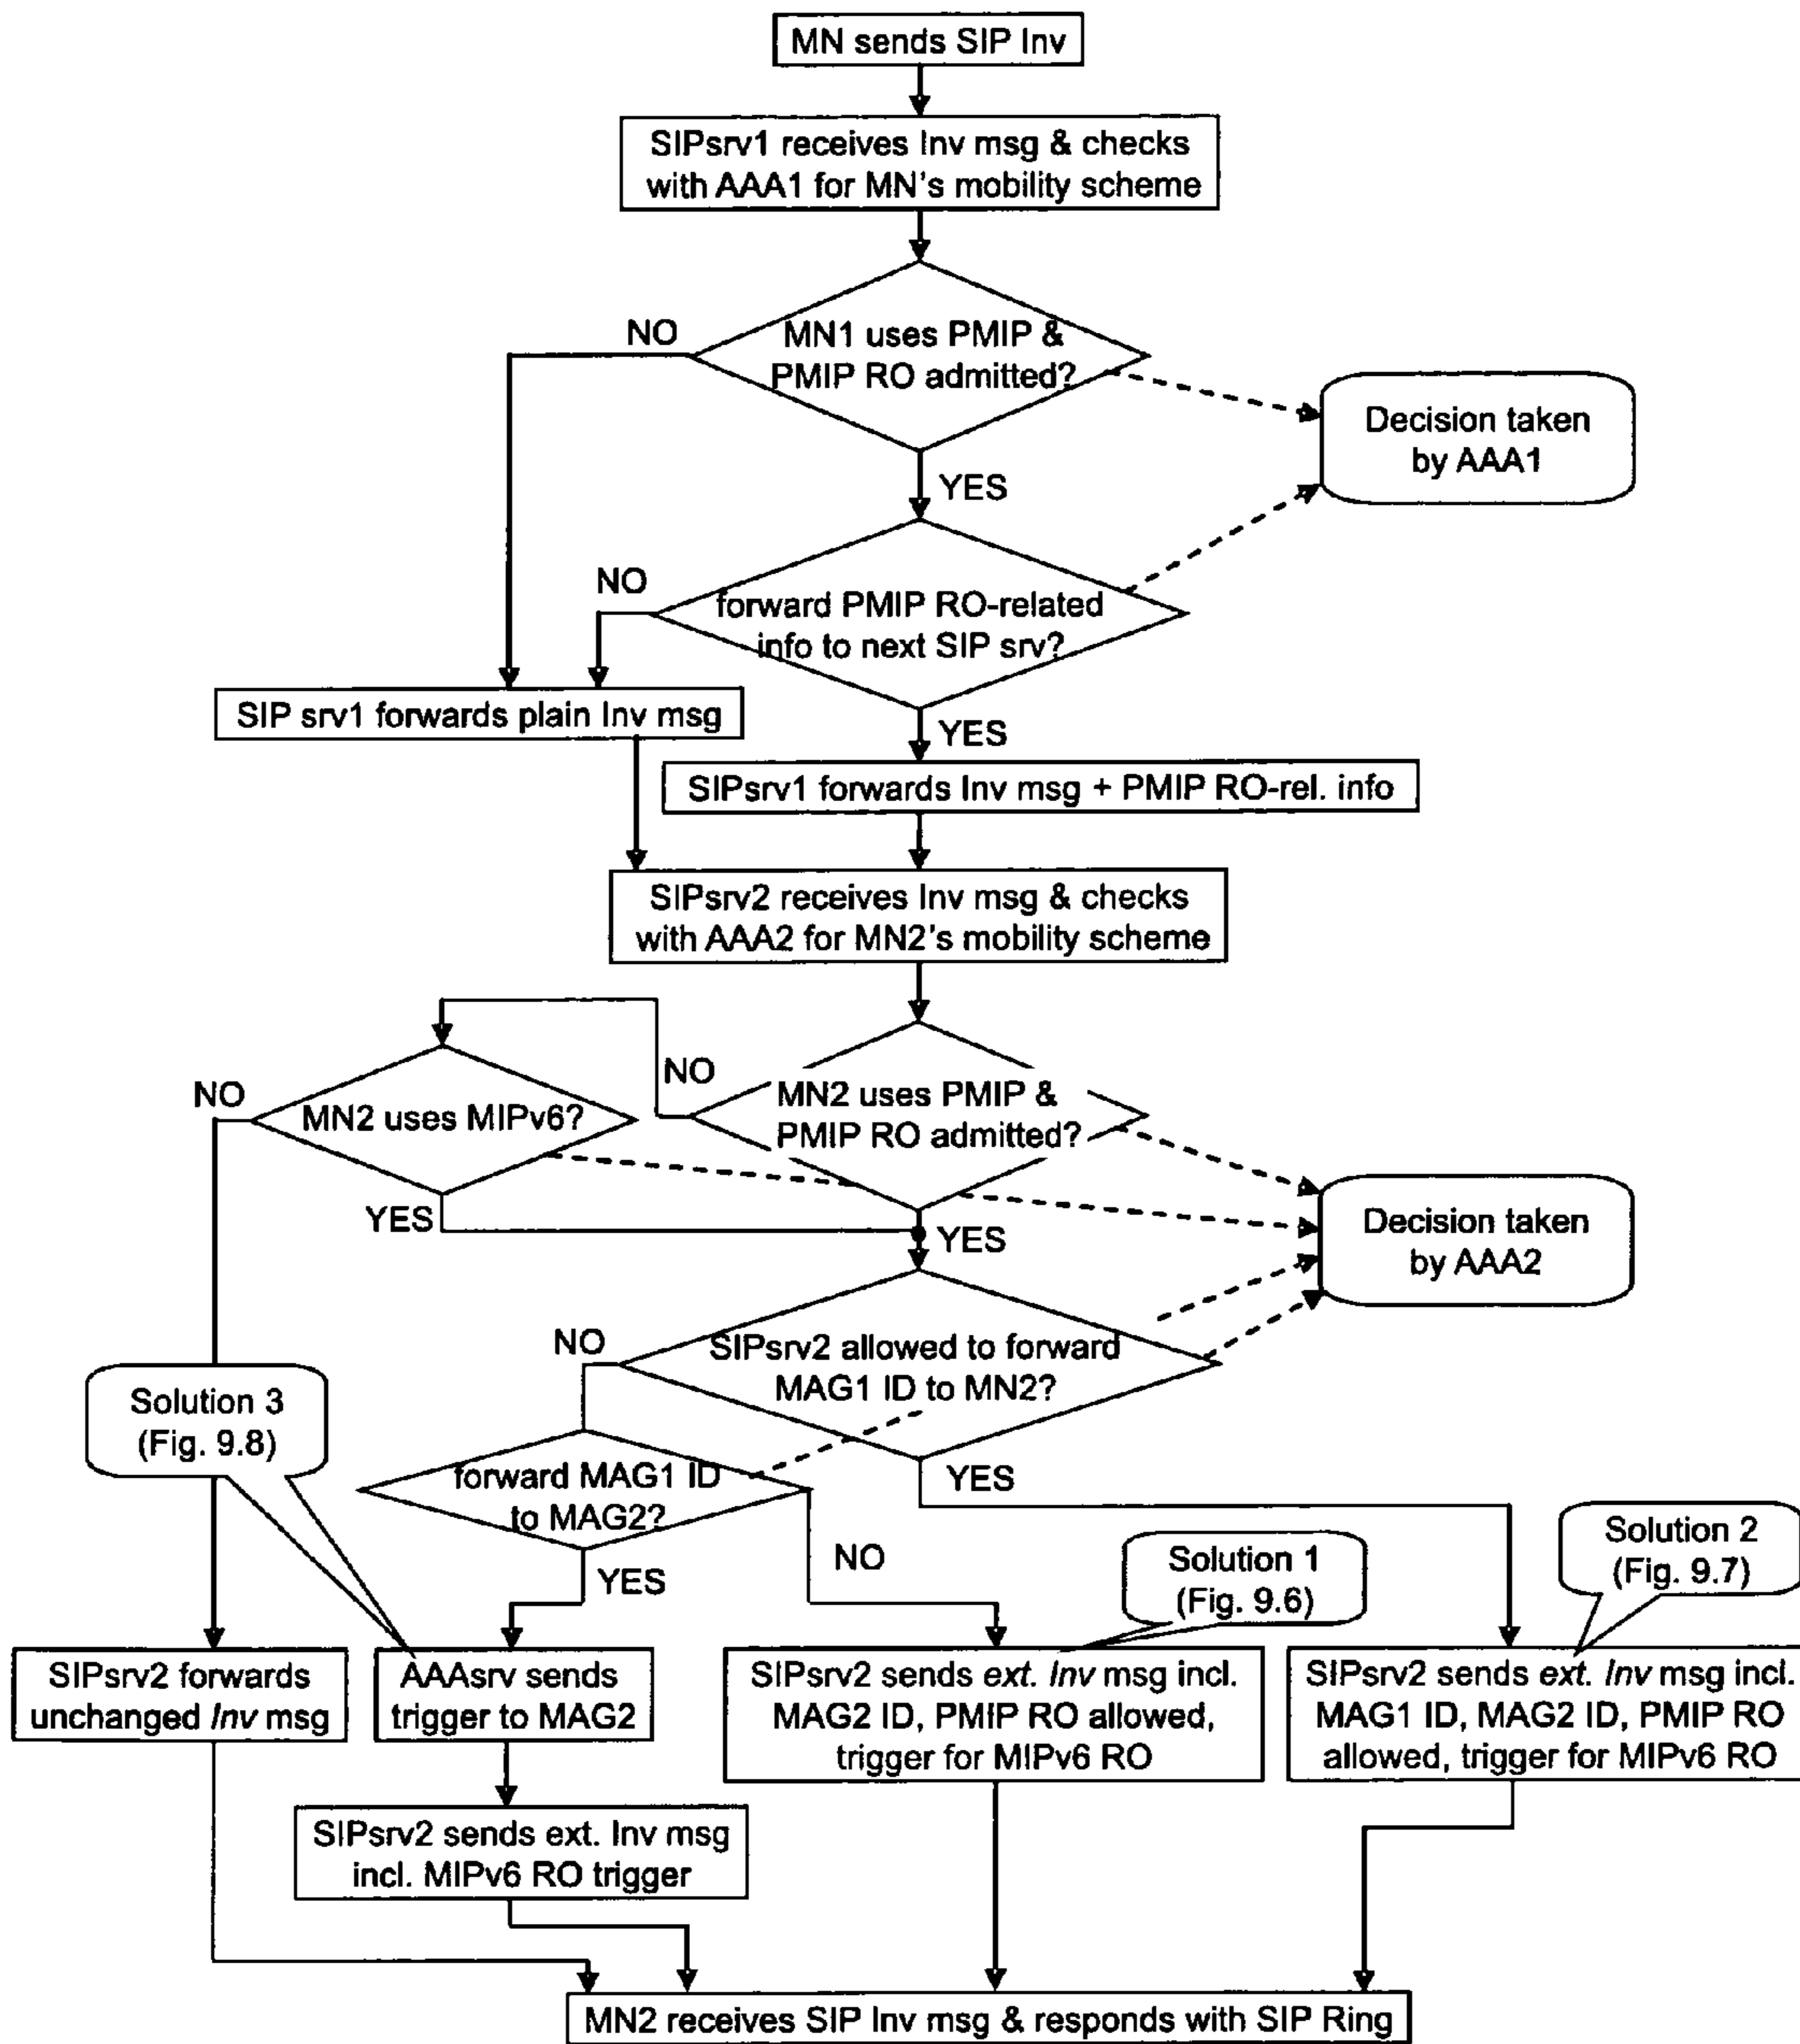 MN sends SIP Inv
SIPsrv1 receives Inv msg & checks
with AAA1 for MN's mobility scheme
NO
MN1 uses PMIP &
PMIP RO admitted?
Decision taken
by AAA1
YES
NO
forward PMIP RO-related
info to next SIP srv?
SIP srv1 forwards plain Inv msg
YES
SIPsrv1 forwards Inv msg + PMIP RO-rel. info
SIPsrv2 receives Inv msg & checks
with AAA2 for MN2's mobility scheme
NO
MN2 uses MIPv6?
NO
MN2 uses PMIP &
PMIP RO admitted?
YES
YES
Decision taken
by AAA2
NO
SIPsrv2 allowed to forward
MAG1 ID to MN2?
Solution 3
(Fig. 9.8)
forward MAG1 ID
to MAG2?
YES
YES
NO
Solution 1
(Fig. 9.6)
Solution 2
(Fig. 9.7)
SIPsrv2 forwards
unchanged Inv msg
AAAsrv sends
trigger to MAG2
SIPsrv2 sends ext. Inv msg incl.
MAG2 ID, PMIP RO allowed,
trigger for MIPv6 RO
SIPsrv2 sends ext. Inv msg incl.
MAG1 ID, MAG2 ID, PMIP RO
allowed, trigger for MIPv6 RO
SIPsrv2 sends ext. Inv msg
incl. MIPv6 RO trigger
MN2 receives SIP Inv msg & responds with SIP Ring